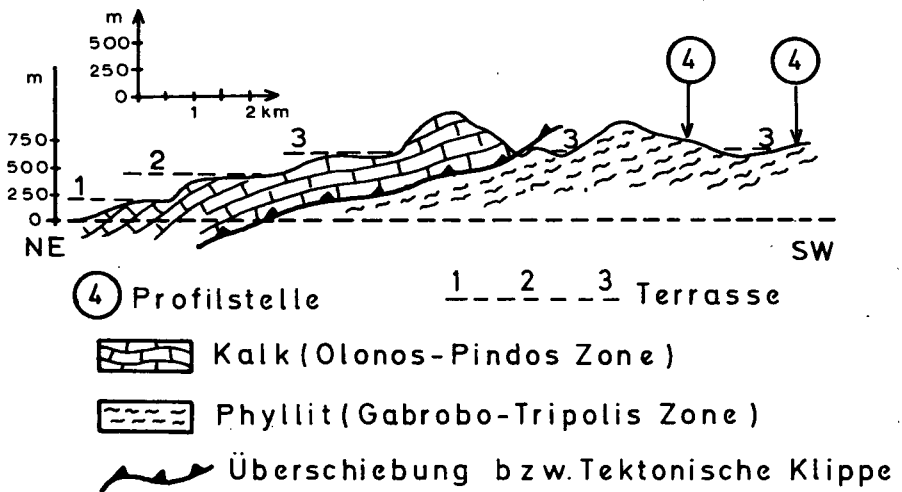 m
500
250
0
1 2 km
m
750
500
250
0
1
2
3
3
3
4
4
NE
SW
4 Profilstelle
1 2 3 Terrasse
Kalk (Olonos-Pindos Zone)
Phyllit (Gabrobo-Tripolis Zone)
Überschiebung bzw. Tektonische Klippe